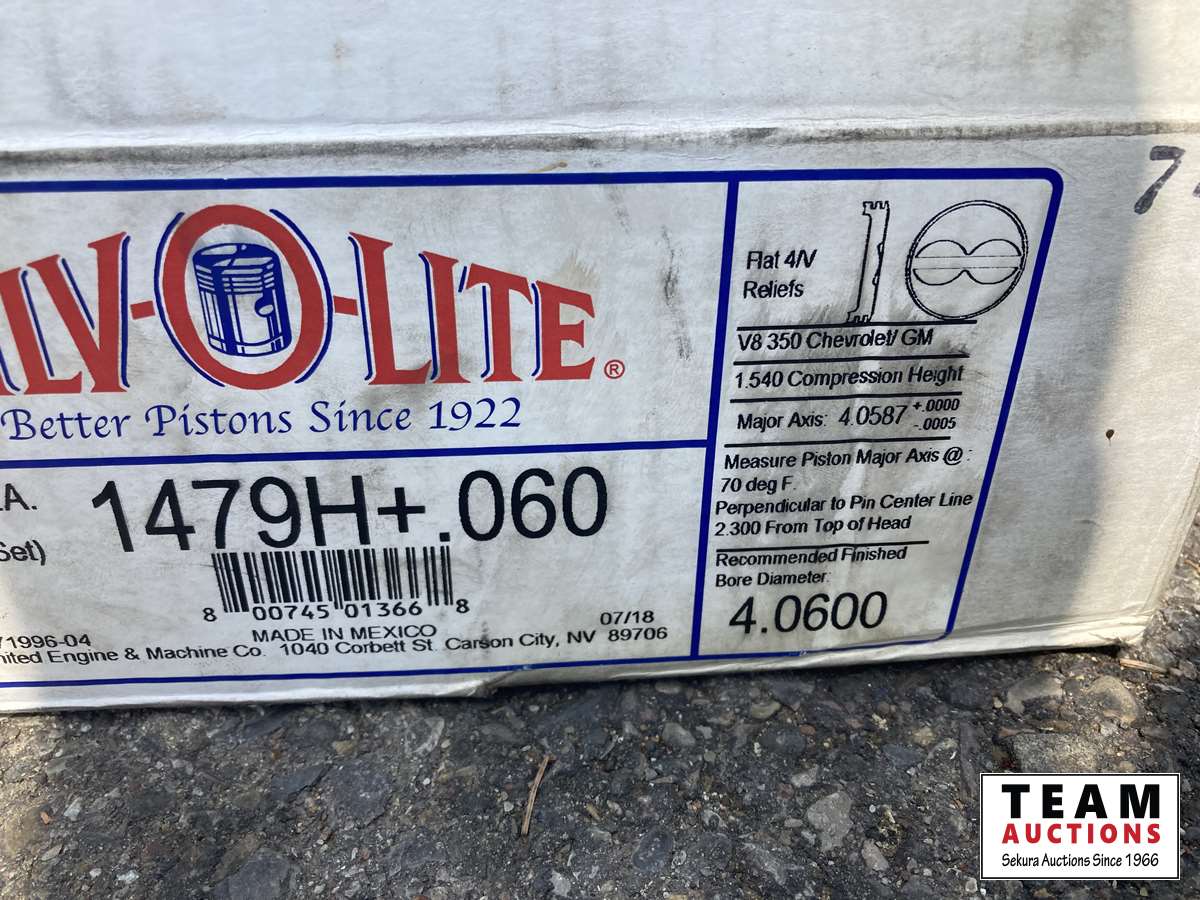 LV-O-LITE®
Better Pistons Since 1922
.A.
1479H+.060
Set)
8 00745 01366 8
07/18
71996-04
MADE IN MEXICO
nited Engine & Machine Co. 1040 Corbett St. Carson City, NV 89706
Flat 4/V
Reliefs
V8 350 Chevrolet/ GM
1.540 Compression Height
Major Axis: 4.0587 +.0000
-.0005
Measure Piston Major Axis @ :
70 deg F.
Perpendicular to Pin Center Line
2.300 From Top of Head
Recommended Finished
Bore Diameter:
4.0600
7
TEAM
AUCTIONS
Sekura Auctions Since 1966